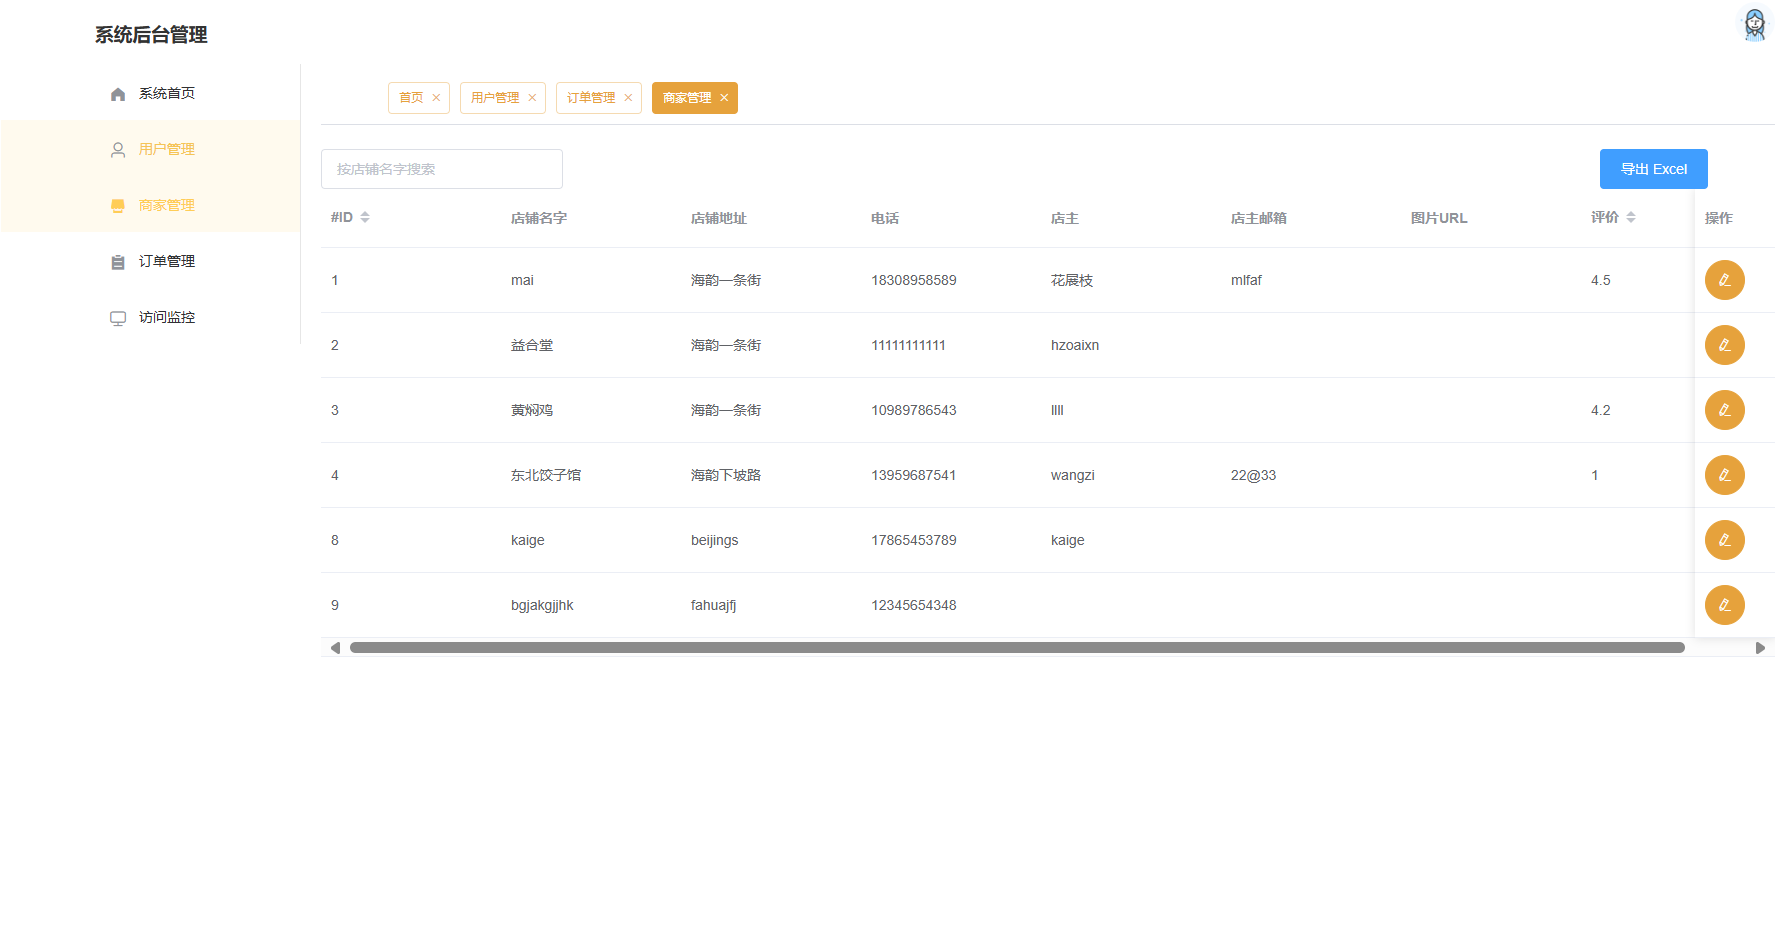 系统后台管理
系统首页
用户管理
商家管理
订单管理
访问监控
首页 用户管理 订单管理 商家管理
按店铺名字搜索
导出 Excel
#ID 店铺名字 店铺地址 电话 店主 店主邮箱 图片URL 评价 操作
1 mai 海韵一条街 18308958589 花展枝 mlfaf 4.5
2 益合堂 海韵一条街 11111111111 hzoaixn
3 黄焖鸡 海韵一条街 10989786543 llll 4.2
4 东北饺子馆 海韵下坡路 13959687541 wangzi 22@33 1
8 kaige beijings 17865453789 kaige
9 bgjakgjjhk fahuajfj 12345654348